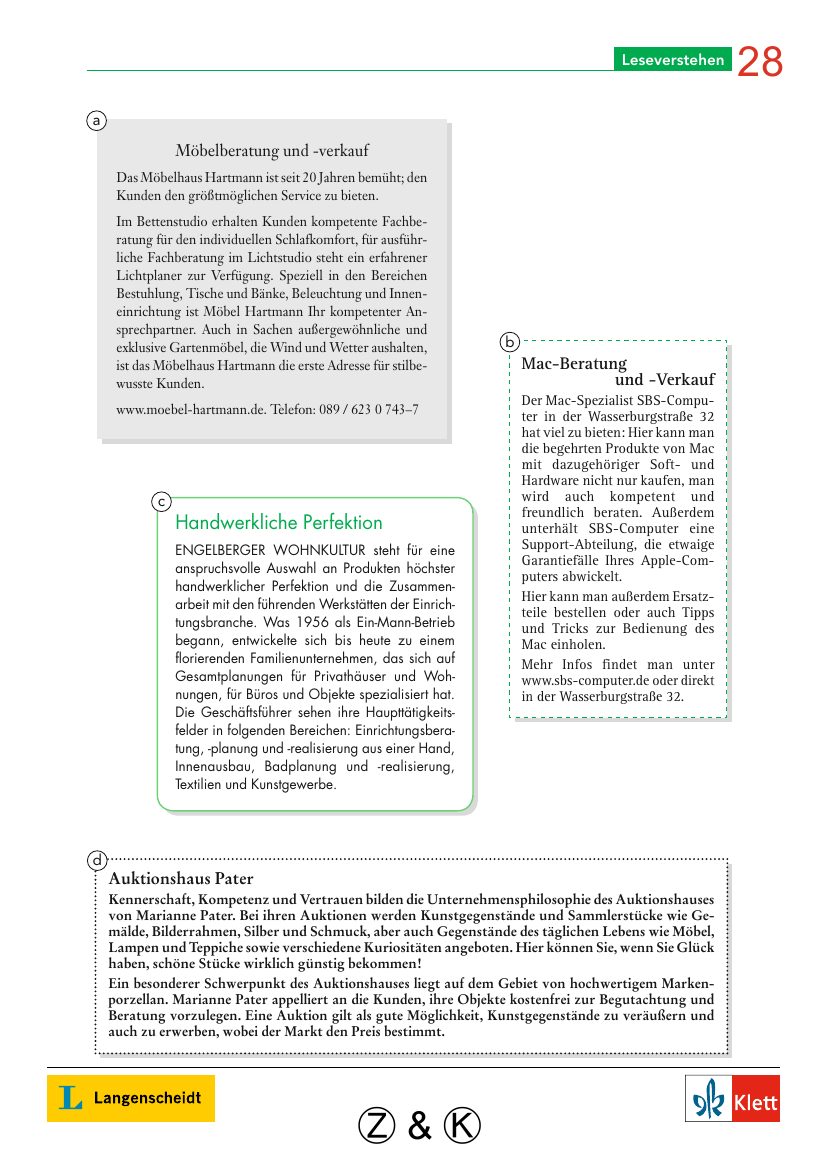 Leseverstehen 28
a
Möbelberatung und -verkauf
Das Möbelhaus Hartmann ist seit 20 Jahren bemüht; den
Kunden den größtmöglichen Service zu bieten.
Im Bettenstudio erhalten Kunden kompetente Fachbe-
ratung für den individuellen Schlafkomfort, für ausführ-
liche Fachberatung im Lichtstudio steht ein erfahrener
Lichtplaner zur Verfügung. Speziell in den Bereichen
Bestuhlung, Tische und Bänke, Beleuchtung und Innen-
einrichtung ist Möbel Hartmann Ihr kompetenter An-
sprechpartner. Auch in Sachen außergewöhnliche und
exklusive Gartenmöbel, die Wind und Wetter aushalten,
ist das Möbelhaus Hartmann die erste Adresse für stilbe-
wusste Kunden.
www.moebel-hartmann.de. Telefon: 089 / 623 0 743–7
b
Mac-Beratung
und -Verkauf
Der Mac-Spezialist SBS-Compu-
ter in der Wasserburgstraße 32
hat viel zu bieten: Hier kann man
die begehrten Produkte von Mac
mit dazugehöriger Soft- und
Hardware nicht nur kaufen, man
wird auch kompetent und
freundlich beraten. Außerdem
unterhält SBS-Computer eine
Support-Abteilung, die etwaige
Garantiefälle Ihres Apple-Com-
puters abwickelt.
Hier kann man außerdem Ersatz-
teile bestellen oder auch Tipps
und Tricks zur Bedienung des
Mac einholen.
Mehr Infos findet man unter
www.sbs-computer.de oder direkt
in der Wasserburgstraße 32.
c
Handwerkliche Perfektion
ENGELBERGER WOHNKULTUR steht für eine
anspruchsvolle Auswahl an Produkten höchster
handwerklicher Perfektion und die Zusammen-
arbeit mit den führenden Werkstätten der Einrich-
tungsbranche. Was 1956 als Ein-Mann-Betrieb
begann, entwickelte sich bis heute zu einem
florierenden Familienunternehmen, das sich auf
Gesamtplanungen für Privathäuser und Woh-
nungen, für Büros und Objekte spezialisiert hat.
Die Geschäftsführer sehen ihre Haupttätigkeits-
felder in folgenden Bereichen: Einrichtungsbera-
tung, -planung und -realisierung aus einer Hand,
Innenausbau, Badplanung und -realisierung,
Textilien und Kunstgewerbe.
d
Auktionshaus Pater
Kennerschaft, Kompetenz und Vertrauen bilden die Unternehmensphilosophie des Auktionshauses
von Marianne Pater. Bei ihren Auktionen werden Kunstgegenstände und Sammlerstücke wie Ge-
mälde, Bilderrahmen, Silber und Schmuck, aber auch Gegenstände des täglichen Lebens wie Möbel,
Lampen und Teppiche sowie verschiedene Kuriositäten angeboten. Hier können Sie, wenn Sie Glück
haben, schöne Stücke wirklich günstig bekommen!
Ein besonderer Schwerpunkt des Auktionshauses liegt auf dem Gebiet von hochwertigem Marken-
porzellan. Marianne Pater appelliert an die Kunden, ihre Objekte kostenfrei zur Begutachtung und
Beratung vorzulegen. Eine Auktion gilt als gute Möglichkeit, Kunstgegenstände zu veräußern und
auch zu erwerben, wobei der Markt den Preis bestimmt.
L Langenscheidt
Z & K
Klett